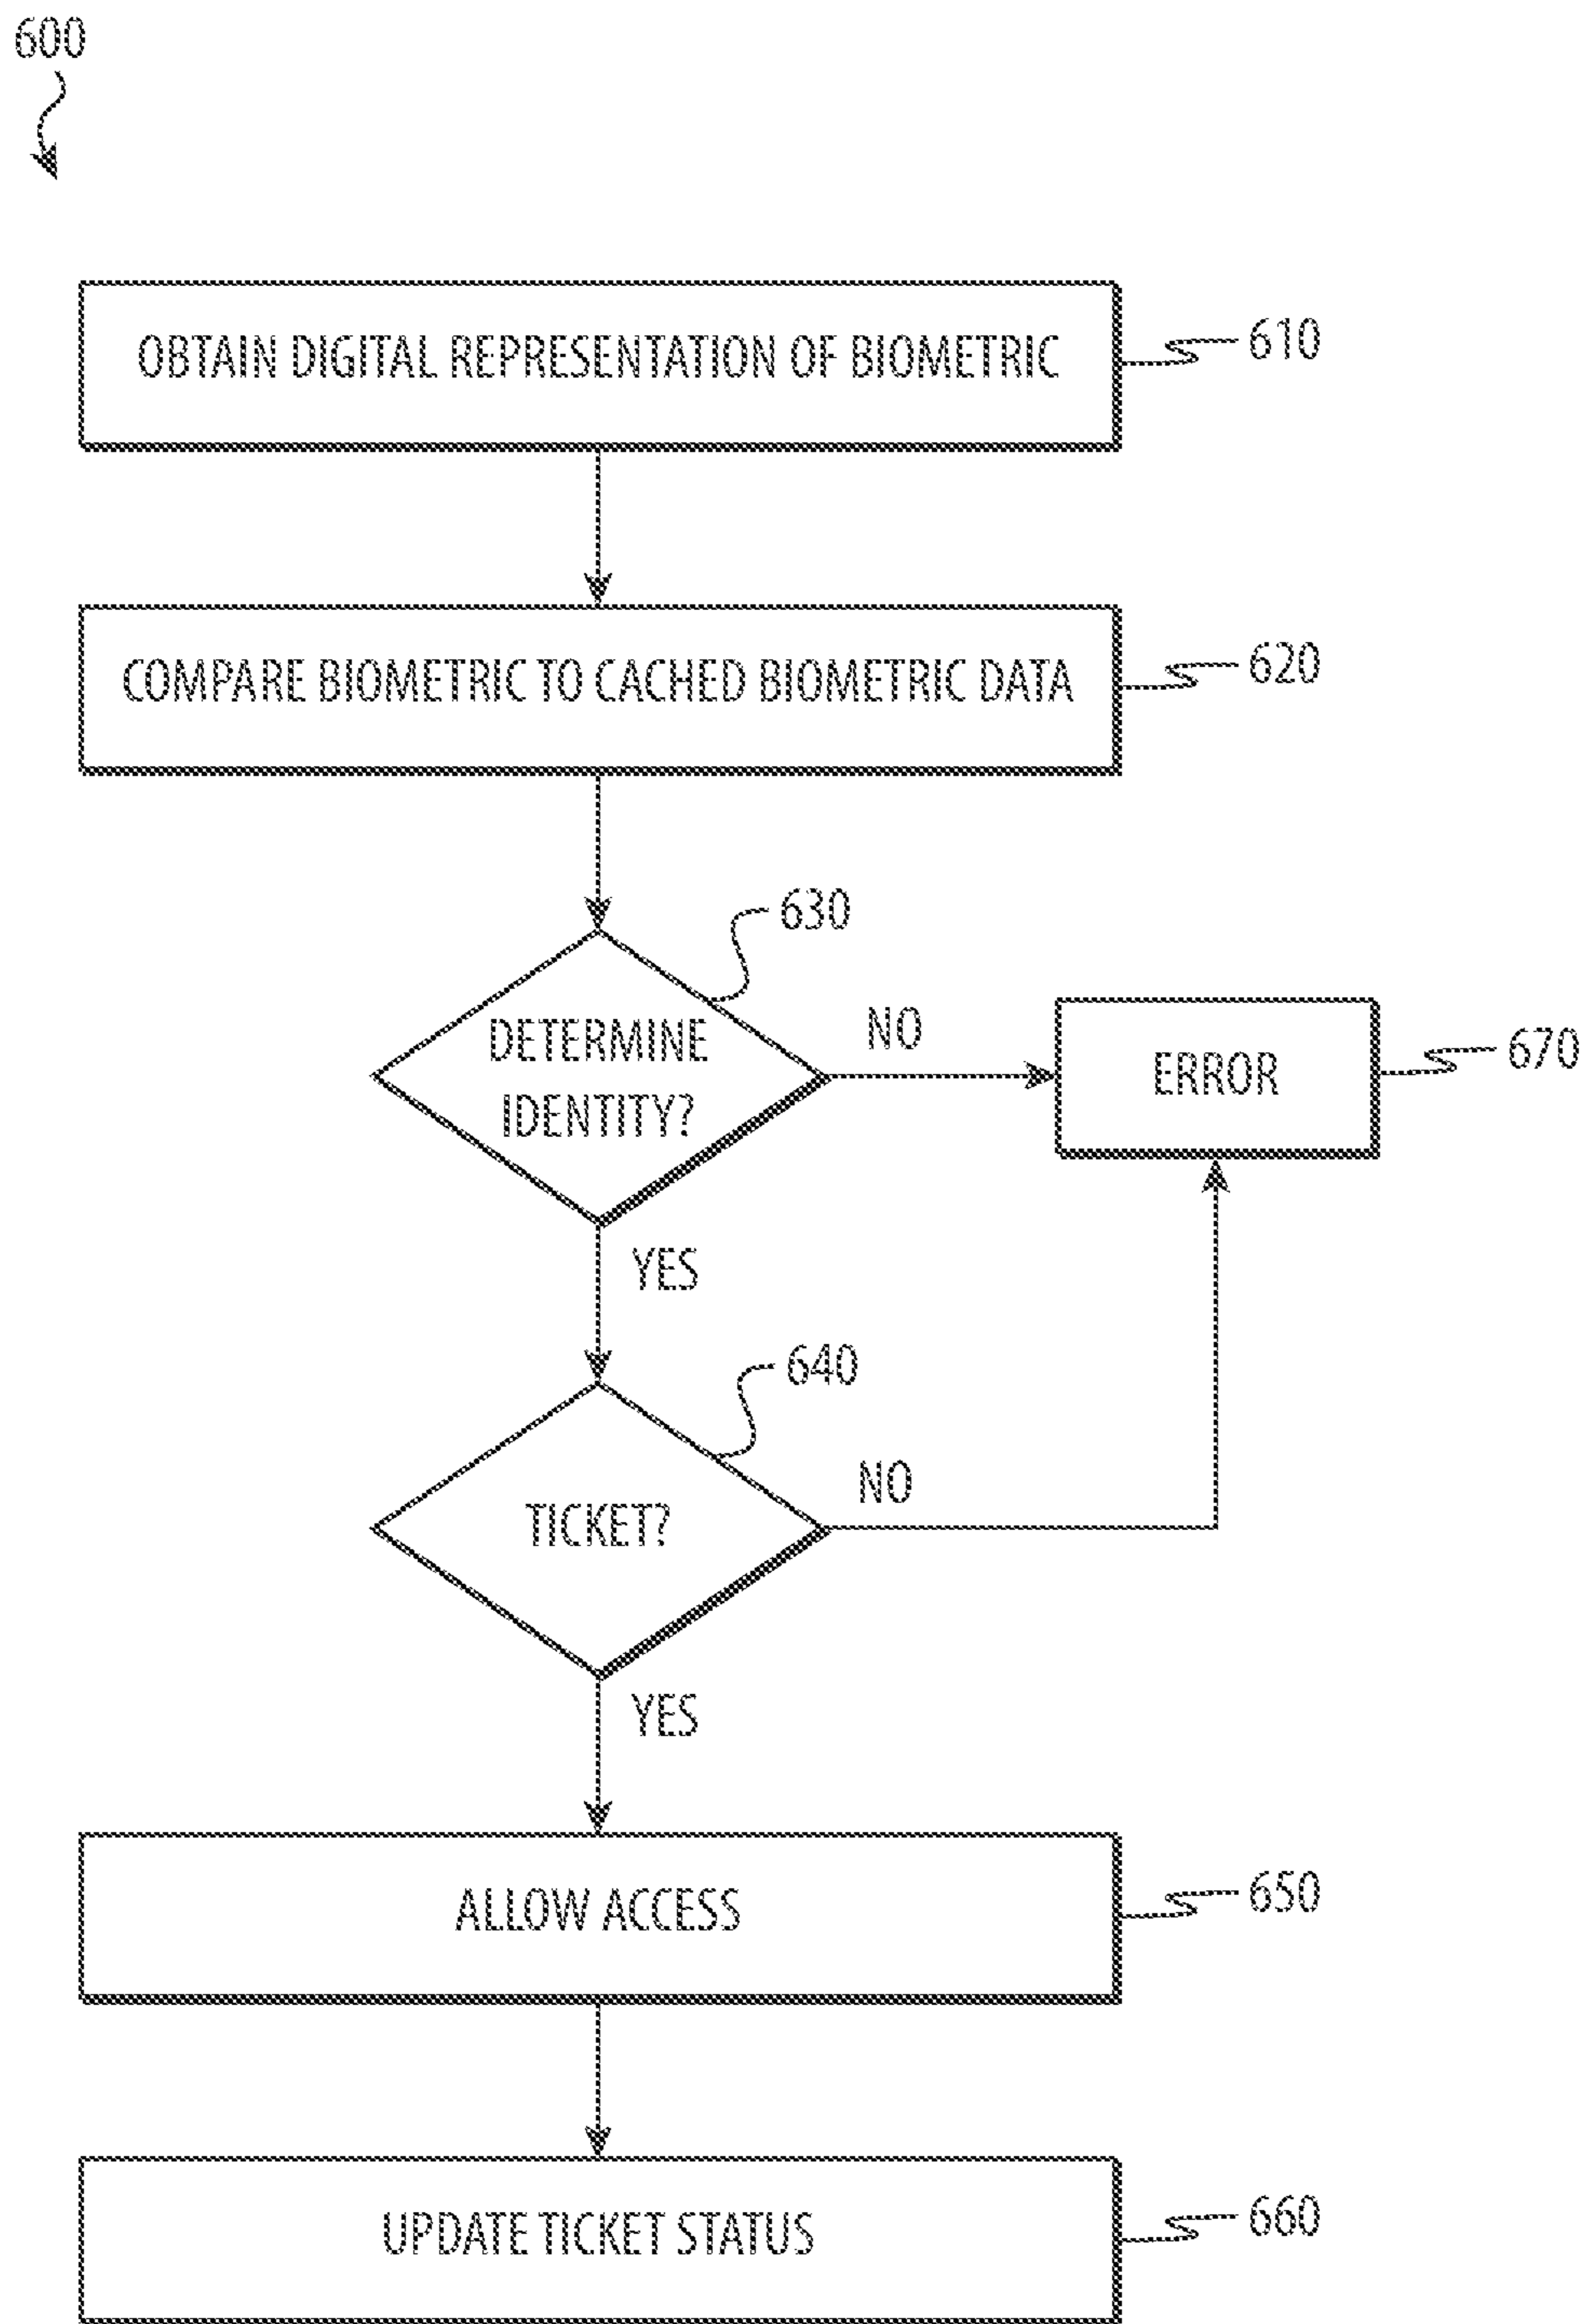 600
OBTAIN DIGITAL REPRESENTATION OF BIOMETRIC
610
COMPARE BIOMETRIC TO CACHED BIOMETRIC DATA
620
630
DETERMINE
IDENTITY?
NO
ERROR
670
YES
640
TICKET?
NO
YES
ALLOW ACCESS
650
UPDATE TICKET STATUS
660